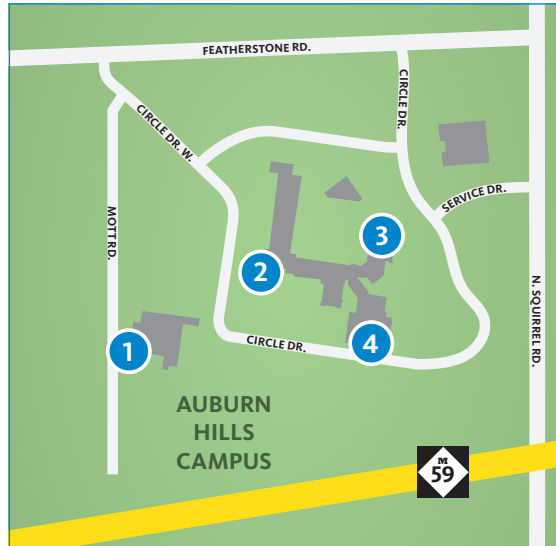 FEATHERSTONE RD.
CIRCLE DR.
CIRCLE DR. W.
SERVICE DR.
MOTT RD.
3
2
N. SQUIRREL RD.
1
CIRCLE DR.
4
AUBURN
HILLS
CAMPUS
M
59